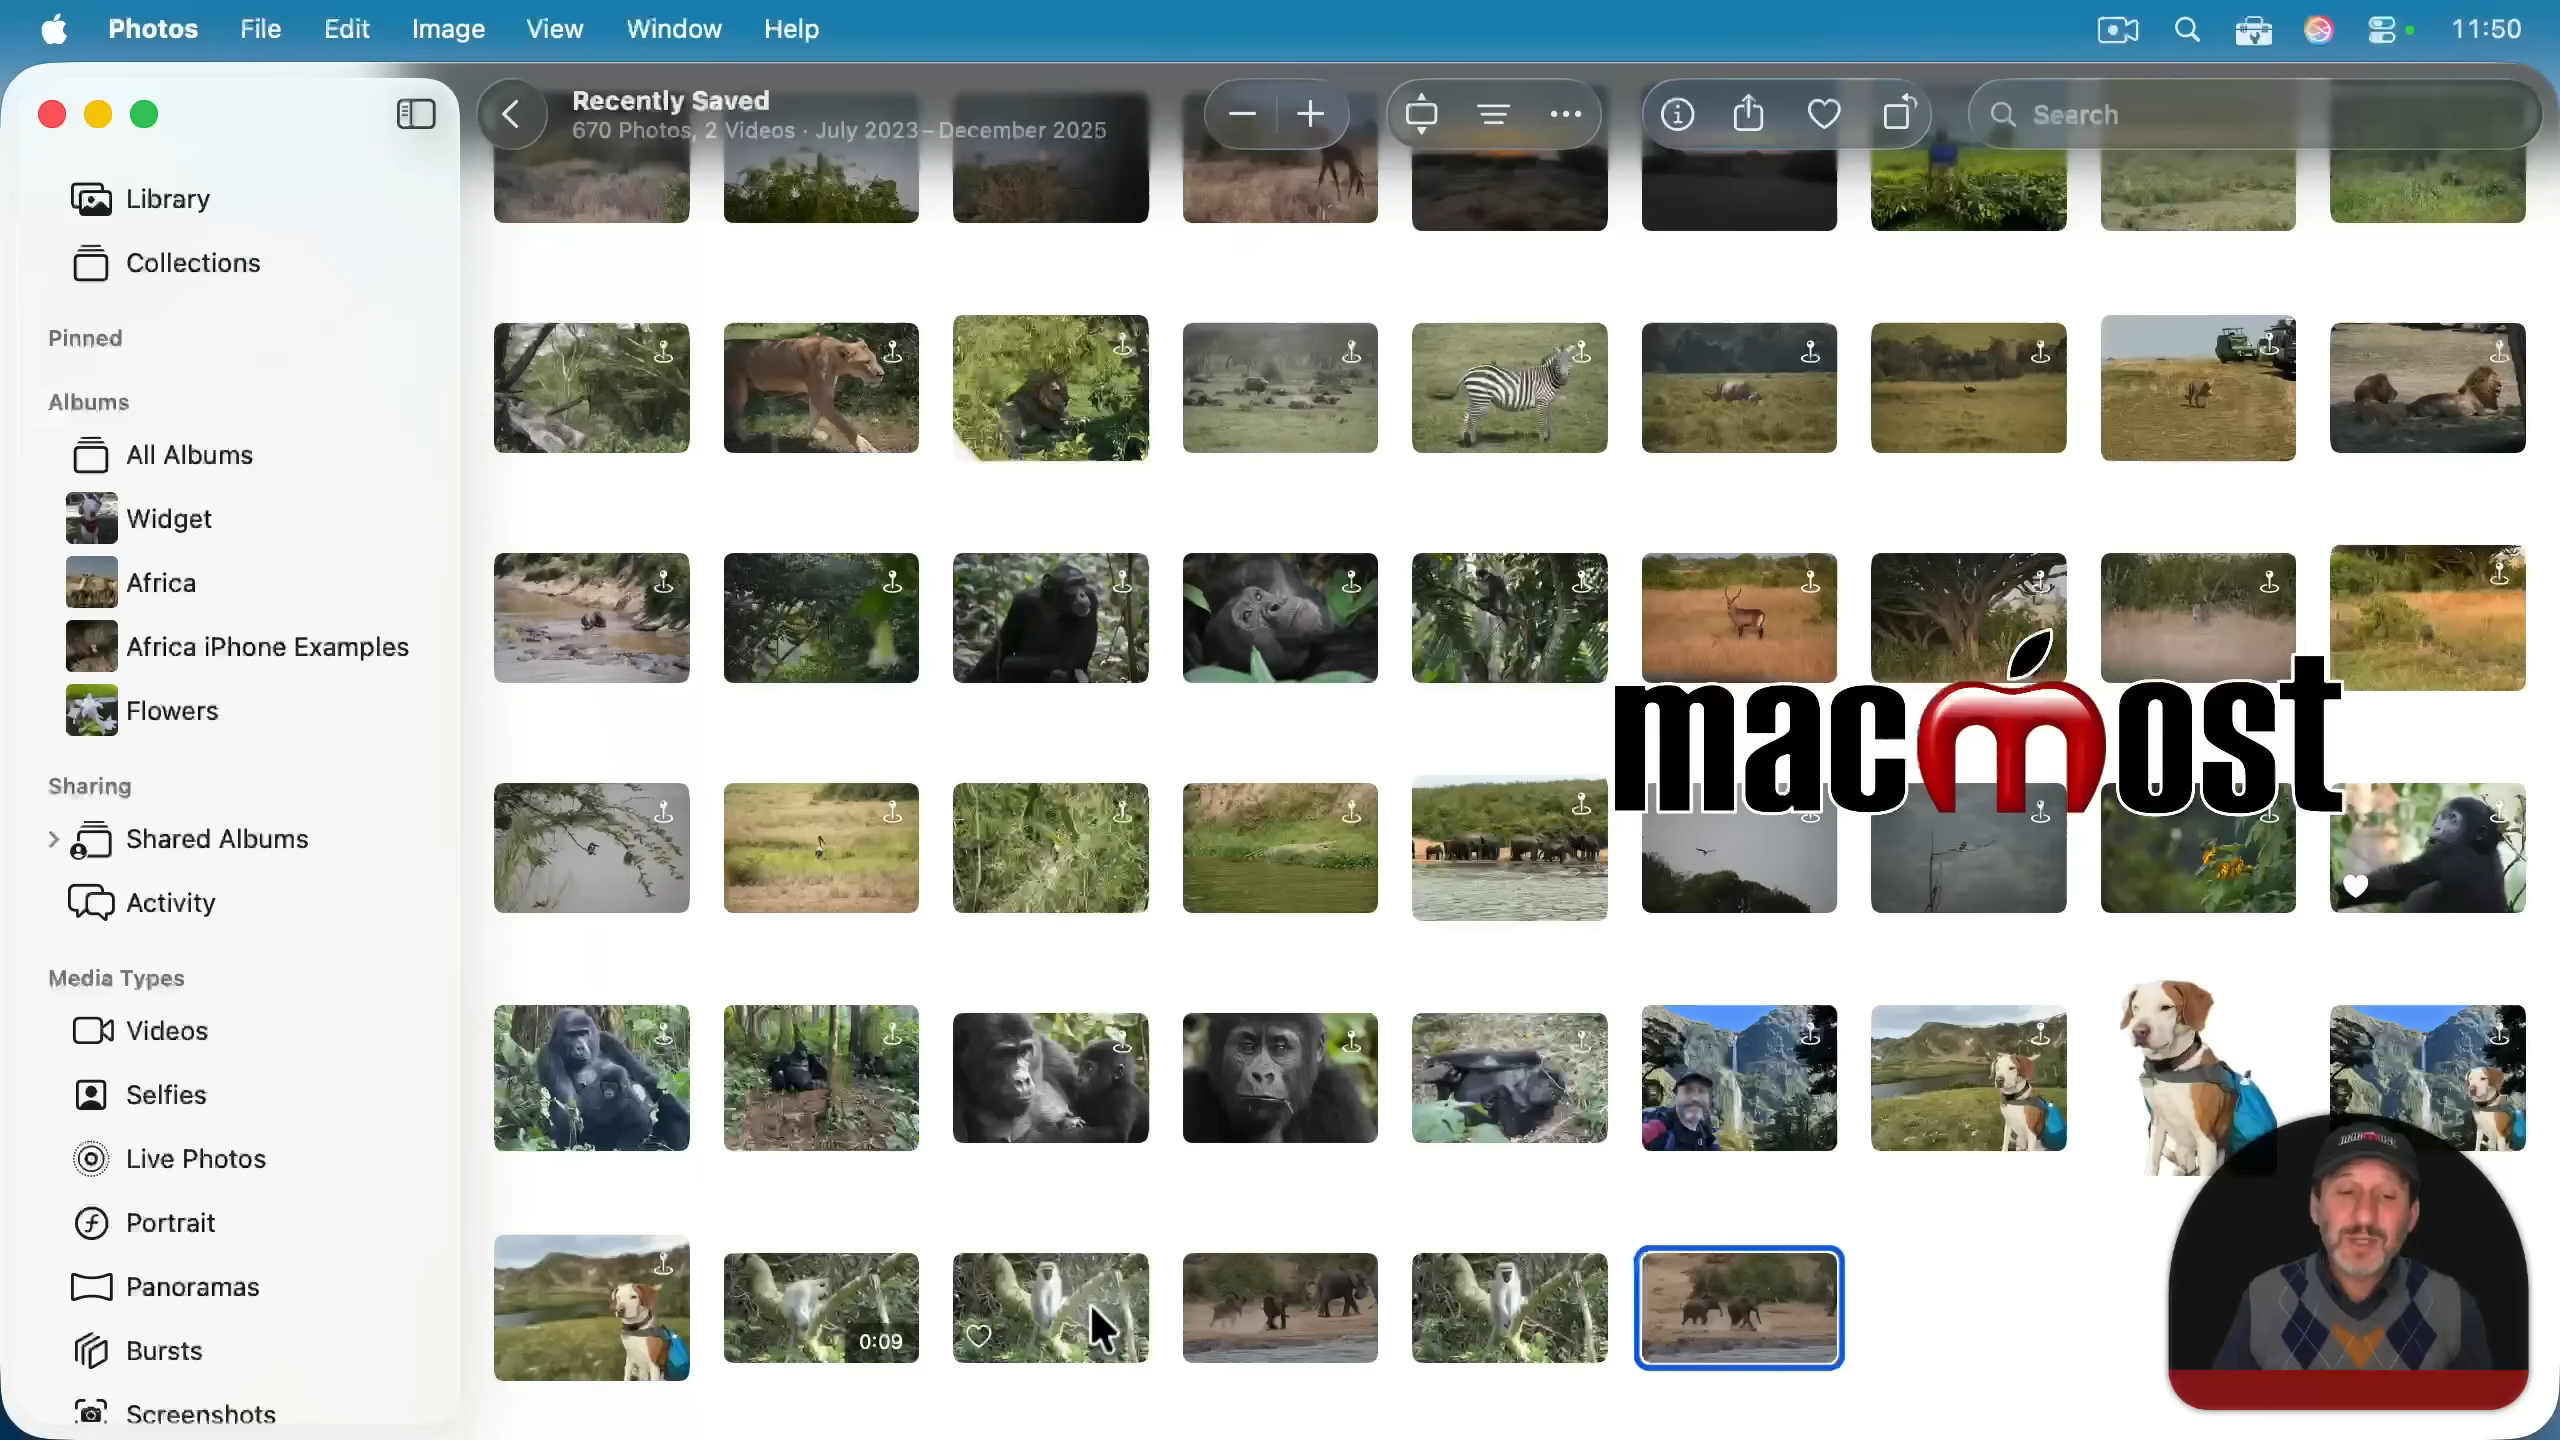 Photos File Edit Image View Window Help 11:50
Recently Saved
670 Photos, 2 Videos · July 2023–December 2025
Search
Library
Collections
Pinned
Albums
All Albums
Widget
Africa
Africa iPhone Examples
Flowers
Sharing
Shared Albums
Activity
Media Types
Videos
Selfies
Live Photos
Portrait
Panoramas
Bursts
Screenshots
macmost
0:09